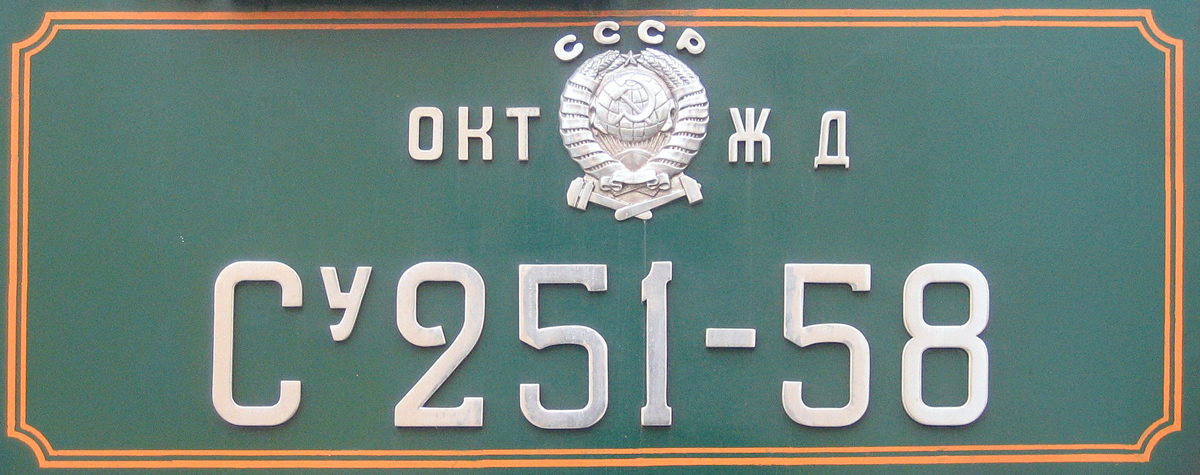 СССР
ОКТ Ж Д
Су251-58